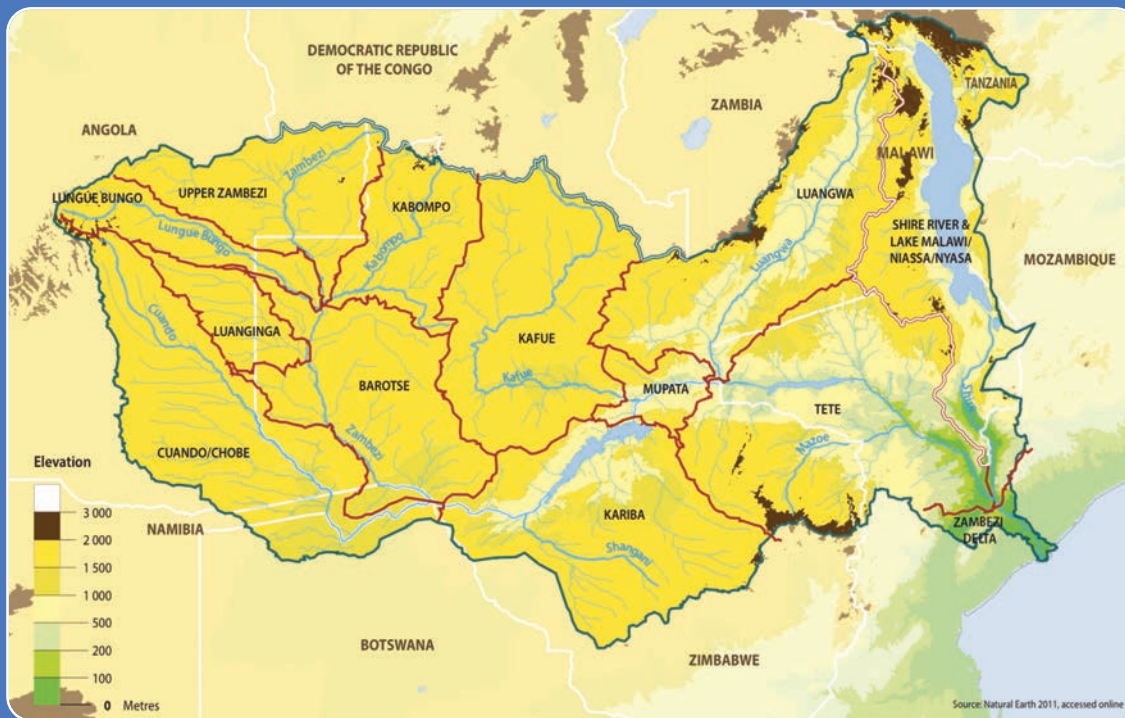 DEMOCRATIC REPUBLIC
OF THE CONGO
ANGOLA
ZAMBIA
TANZANIA
MALAWI
LUNGUE BUNGO
UPPER ZAMBEZI
Zambezi
KABOMPO
LUANGWA
Lungue Bungo
Kabompo
Luangwa
SHIRE RIVER &
LAKE MALAWI/
NIASSA/NYASA
MOZAMBIQUE
Cuando
LUANGINGA
KAFUE
BAROTSE
Kafue
MUPATA
Shire
TETE
CUANDO/CHOBE
Zambezi
Mazoe
KARIBA
NAMIBIA
ZAMBEZI
DELTA
Shangani
BOTSWANA
ZIMBABWE
Elevation
3 000
2 000
1 500
1 000
500
200
100
0 Metres
Source: Natural Earth 2011, accessed online